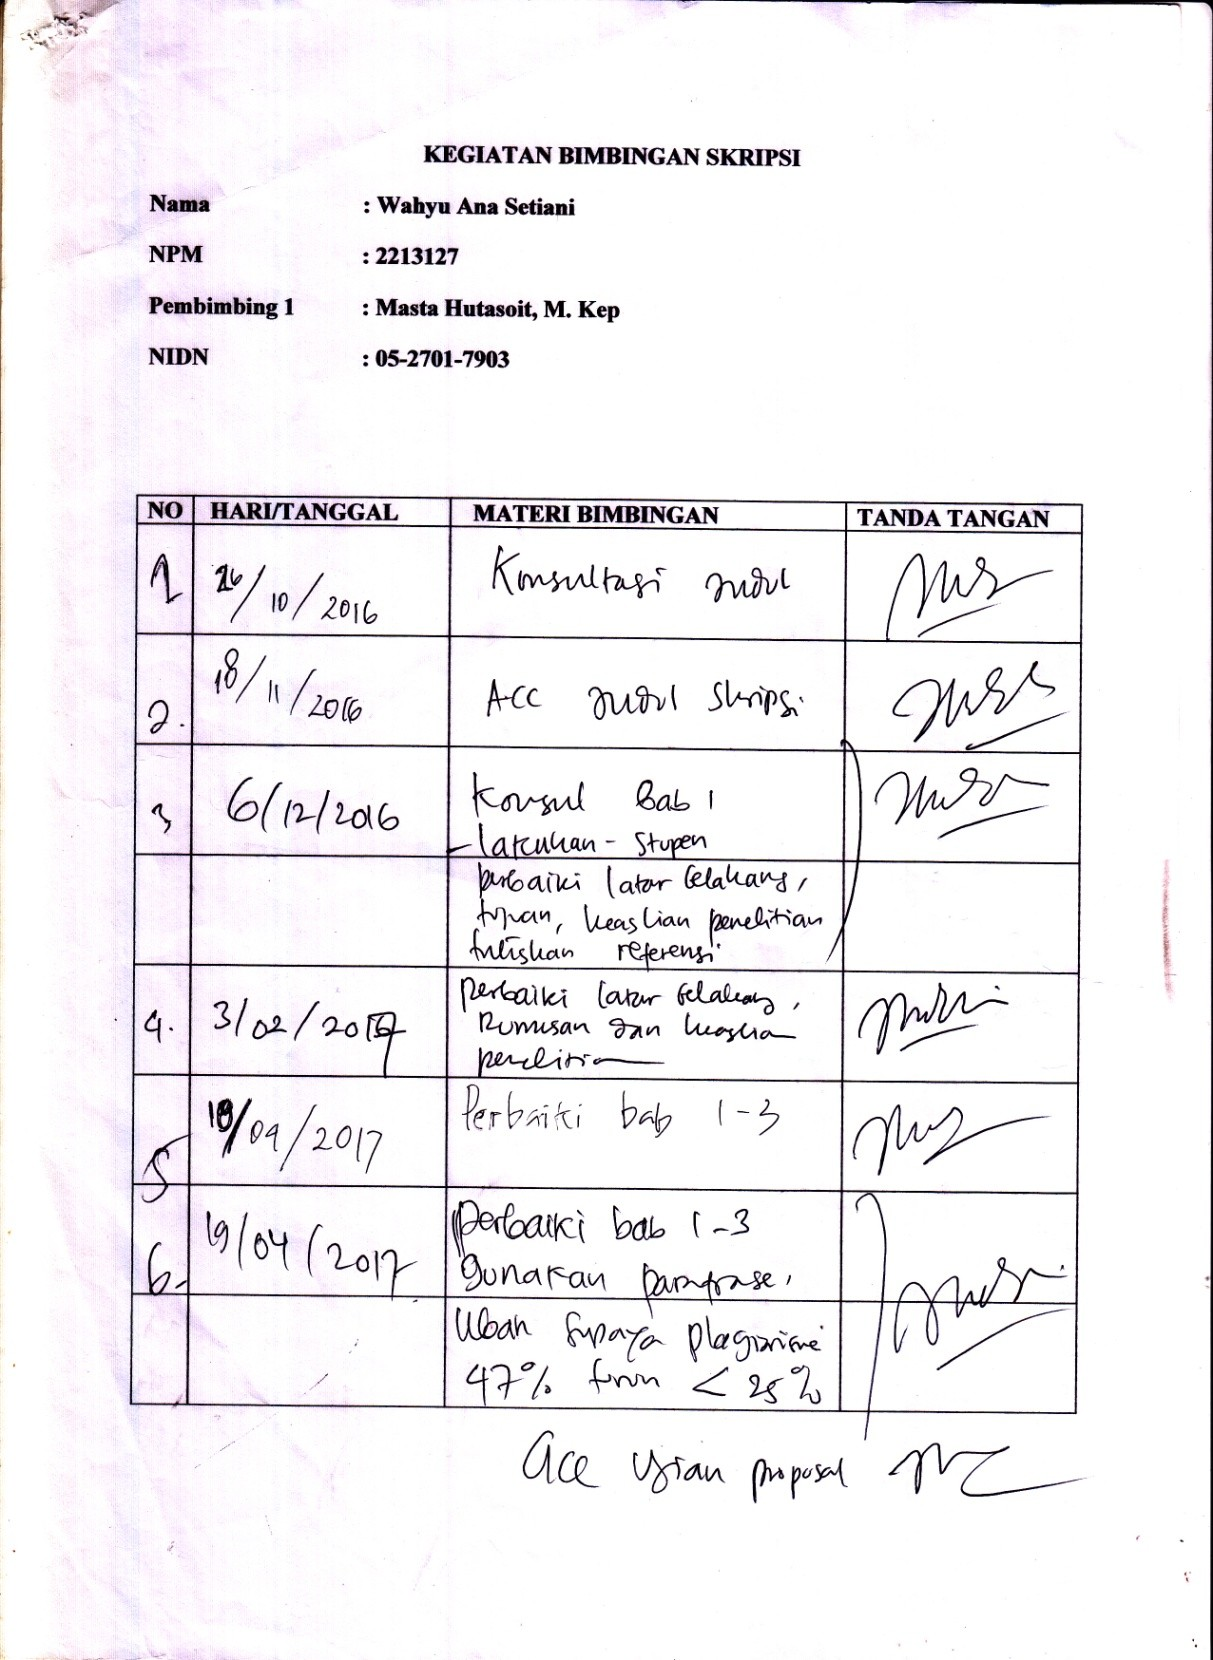 KEGIATAN BIMBINGAN SKRIPSI
Nama : Wahyu Ana Setiani
NPM : 2213127
Pembimbing 1 : Masta Hutasoit, M. Kep
NIDN : 05-2701-7903
NO HARI/TANGGAL MATERI BIMBINGAN TANDA TANGAN
1 26/10/2016 Konsultasi judul
2. 18/11/2016 ACC judul skripsi
3 6/12/2016 Konsul Bab 1
- lakukan - stupen
perbaiki latar belakang,
tujuan, keaslian penelitian
tuliskan referensi
4. 3/02/2017 perbaiki latar belakang,
Rumusan dan keaslian
penelitian
5 /04/2017 Perbaiki bab 1-3
6. 19/04/2017 perbaiki bab 1-3
gunakan parafrase,
Ubah supaya plagiarisme
47% turun < 25%
acc ujian proposal